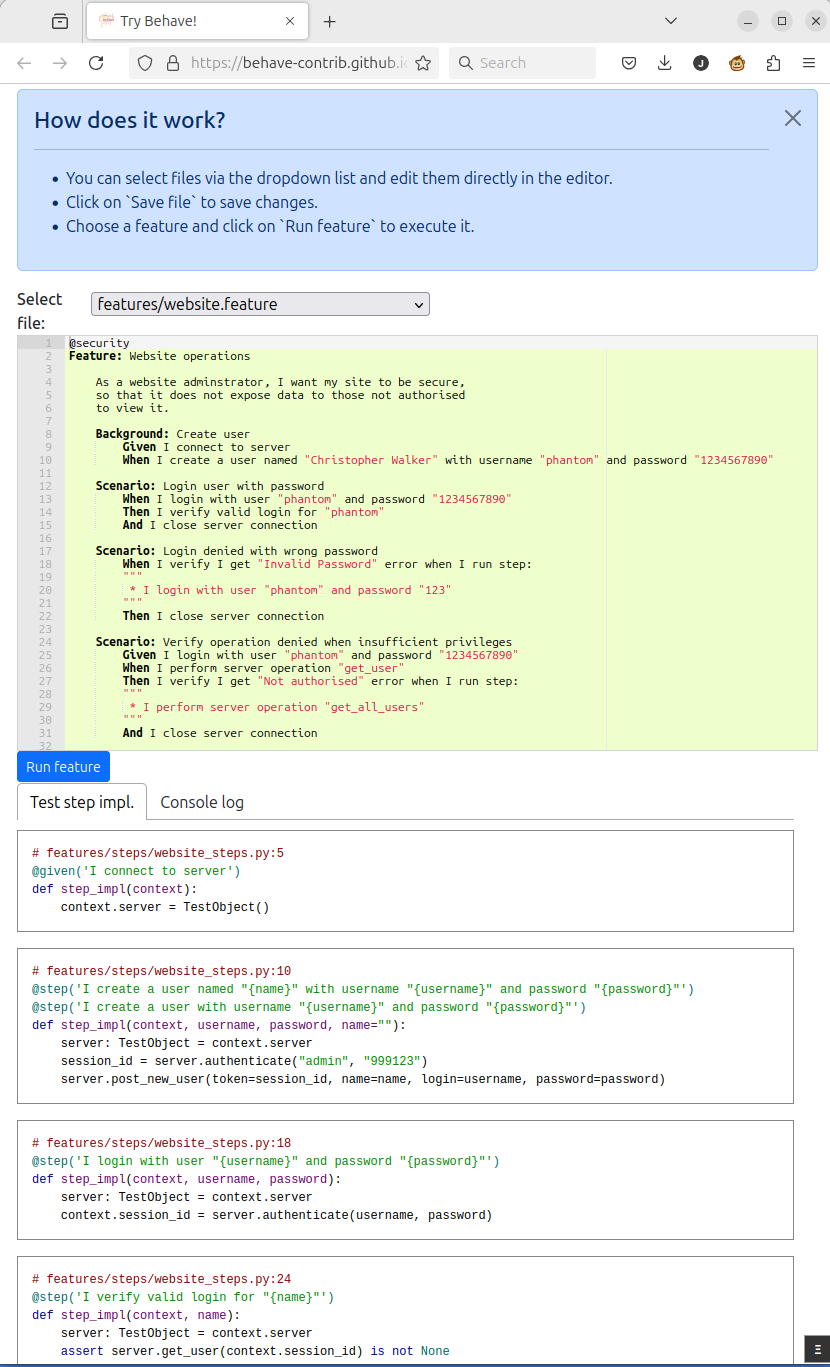 Try Behave!
https://behave-contrib.github.io
Search
J
How does it work?
You can select files via the dropdown list and edit them directly in the editor.
Click on `Save file` to save changes.
Choose a feature and click on `Run feature` to execute it.
Select file:
features/website.feature
1 @security
2 Feature: Website operations
3
4 As a website adminstrator, I want my site to be secure,
5 so that it does not expose data to those not authorised
6 to view it.
7
8 Background: Create user
9 Given I connect to server
10 When I create a user named "Christopher Walker" with username "phantom" and password "1234567890"
11
12 Scenario: Login user with password
13 When I login with user "phantom" and password "1234567890"
14 Then I verify valid login for "phantom"
15 And I close server connection
16
17 Scenario: Login denied with wrong password
18 When I verify I get "Invalid Password" error when I run step:
19 """
20 * I login with user "phantom" and password "123"
21 """
22 Then I close server connection
23
24 Scenario: Verify operation denied when insufficient privileges
25 Given I login with user "phantom" and password "1234567890"
26 When I perform server operation "get_user"
27 Then I verify I get "Not authorised" error when I run step:
28 """
29 * I perform server operation "get_all_users"
30 """
31 And I close server connection
32
Run feature
Test step impl.
Console log
# features/steps/website_steps.py:5
@given('I connect to server')
def step_impl(context):
    context.server = TestObject()
# features/steps/website_steps.py:10
@step('I create a user named "{name}" with username "{username}" and password "{password}"')
@step('I create a user with username "{username}" and password "{password}"')
def step_impl(context, username, password, name=""):
    server: TestObject = context.server
    session_id = server.authenticate("admin", "999123")
    server.post_new_user(token=session_id, name=name, login=username, password=password)
# features/steps/website_steps.py:18
@step('I login with user "{username}" and password "{password}"')
def step_impl(context, username, password):
    server: TestObject = context.server
    context.session_id = server.authenticate(username, password)
# features/steps/website_steps.py:24
@step('I verify valid login for "{name}"')
def step_impl(context, name):
    server: TestObject = context.server
    assert server.get_user(context.session_id) is not None